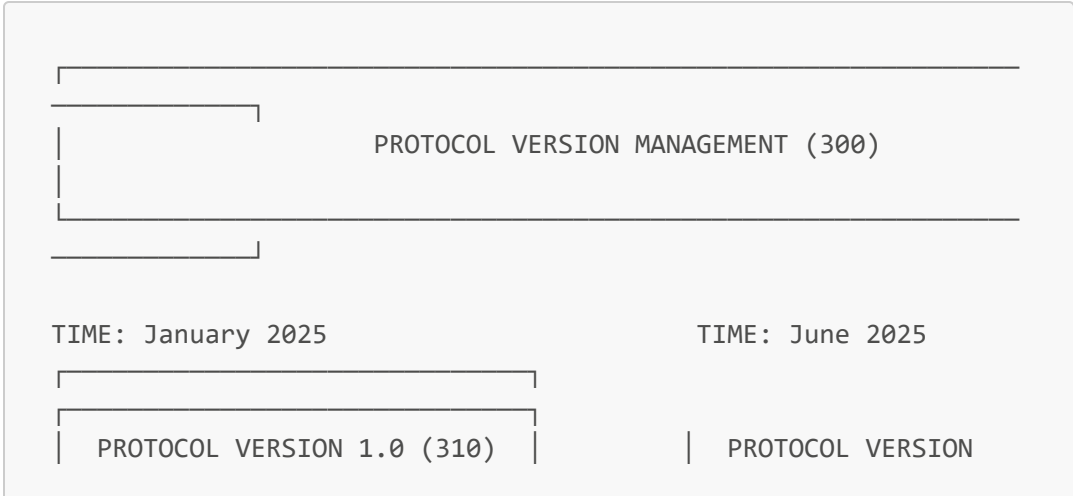 PROTOCOL VERSION MANAGEMENT (300)
TIME: January 2025 TIME: June 2025
PROTOCOL VERSION 1.0 (310) PROTOCOL VERSION